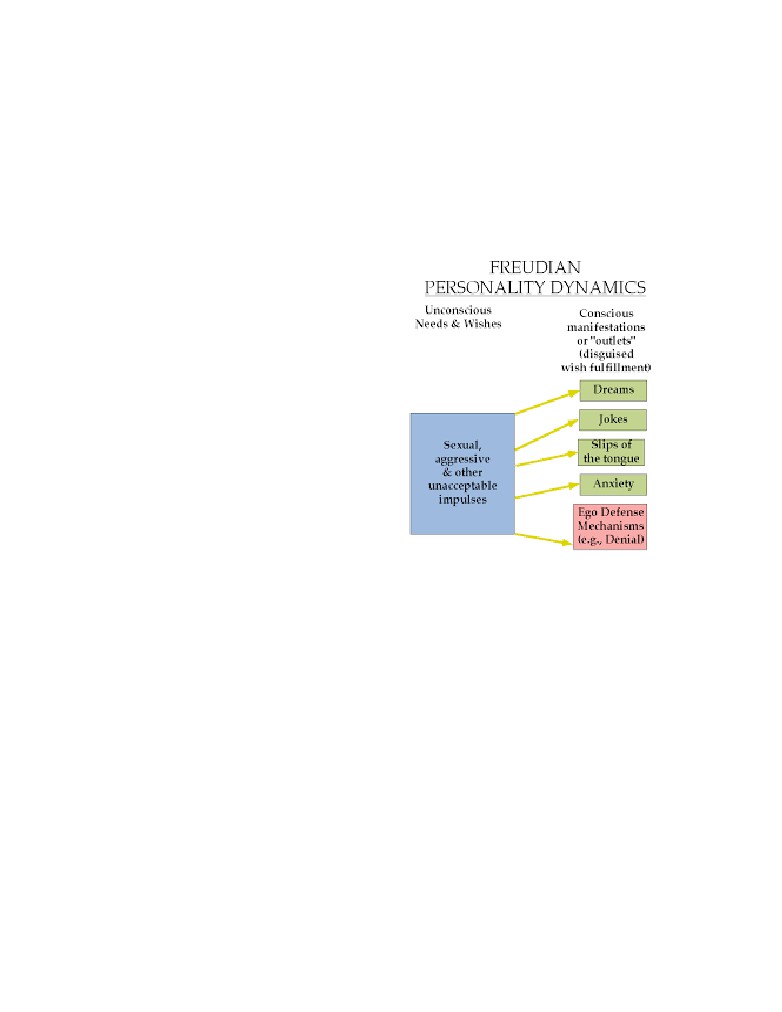 FREUDIAN
PERSONALITY DYNAMICS
Unconscious
Needs & Wishes
Conscious
manifestations
or "outlets"
(disguised
wish fulfillment)
Sexual,
aggressive
& other
unacceptable
impulses
Dreams
Jokes
Slips of
the tongue
Anxiety
Ego Defense
Mechanisms
(e.g., Denial)